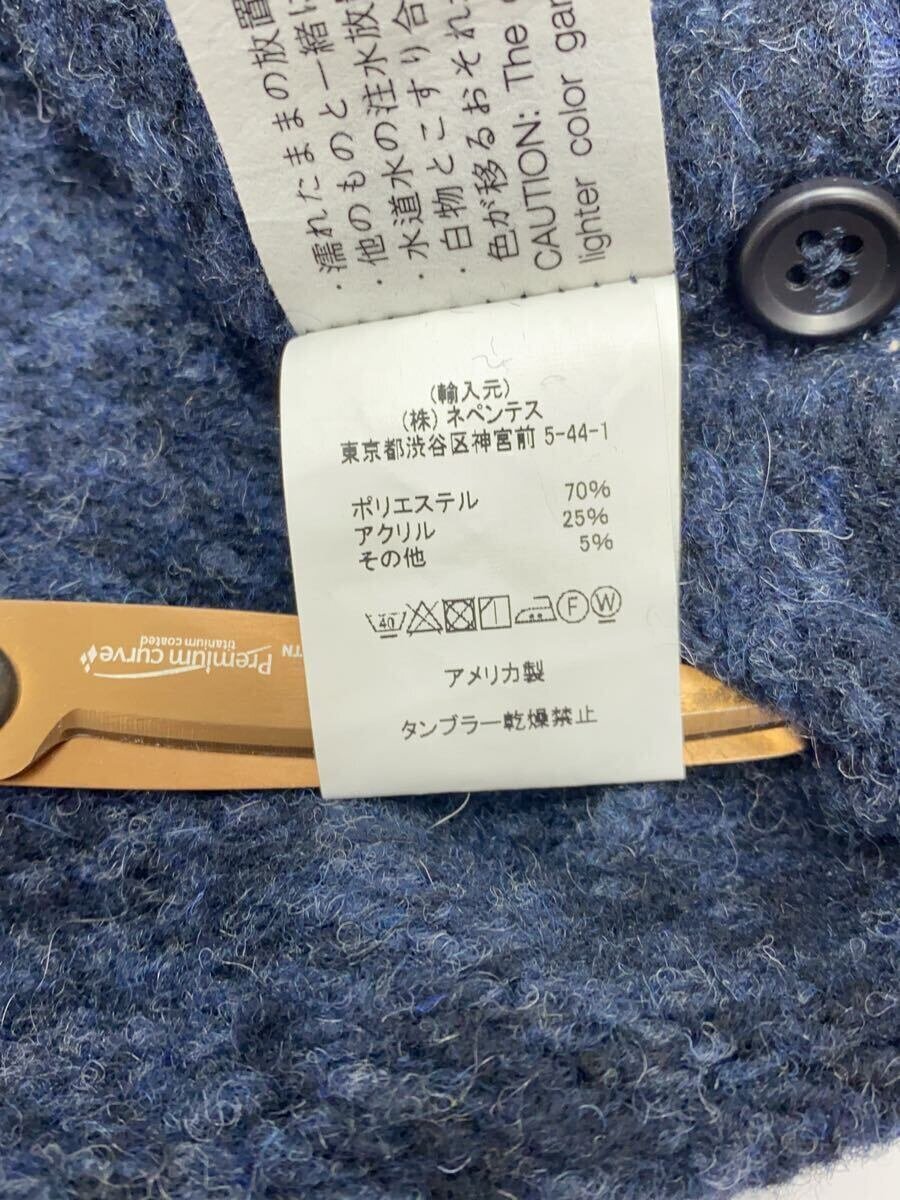 濡れたままの放置
他のものと一緒に
・水道水の注水放
・白物とこすり合
色が移るおそれ
CAUTION: The
lighter color gar
(輸入元)
(株) ネペンテス
東京都渋谷区神宮前 5-44-1
ポリエステル 70%
アクリル 25%
その他 5%
40 F W
アメリカ製
タンブラー乾燥禁止
Premium curve
titanium coated